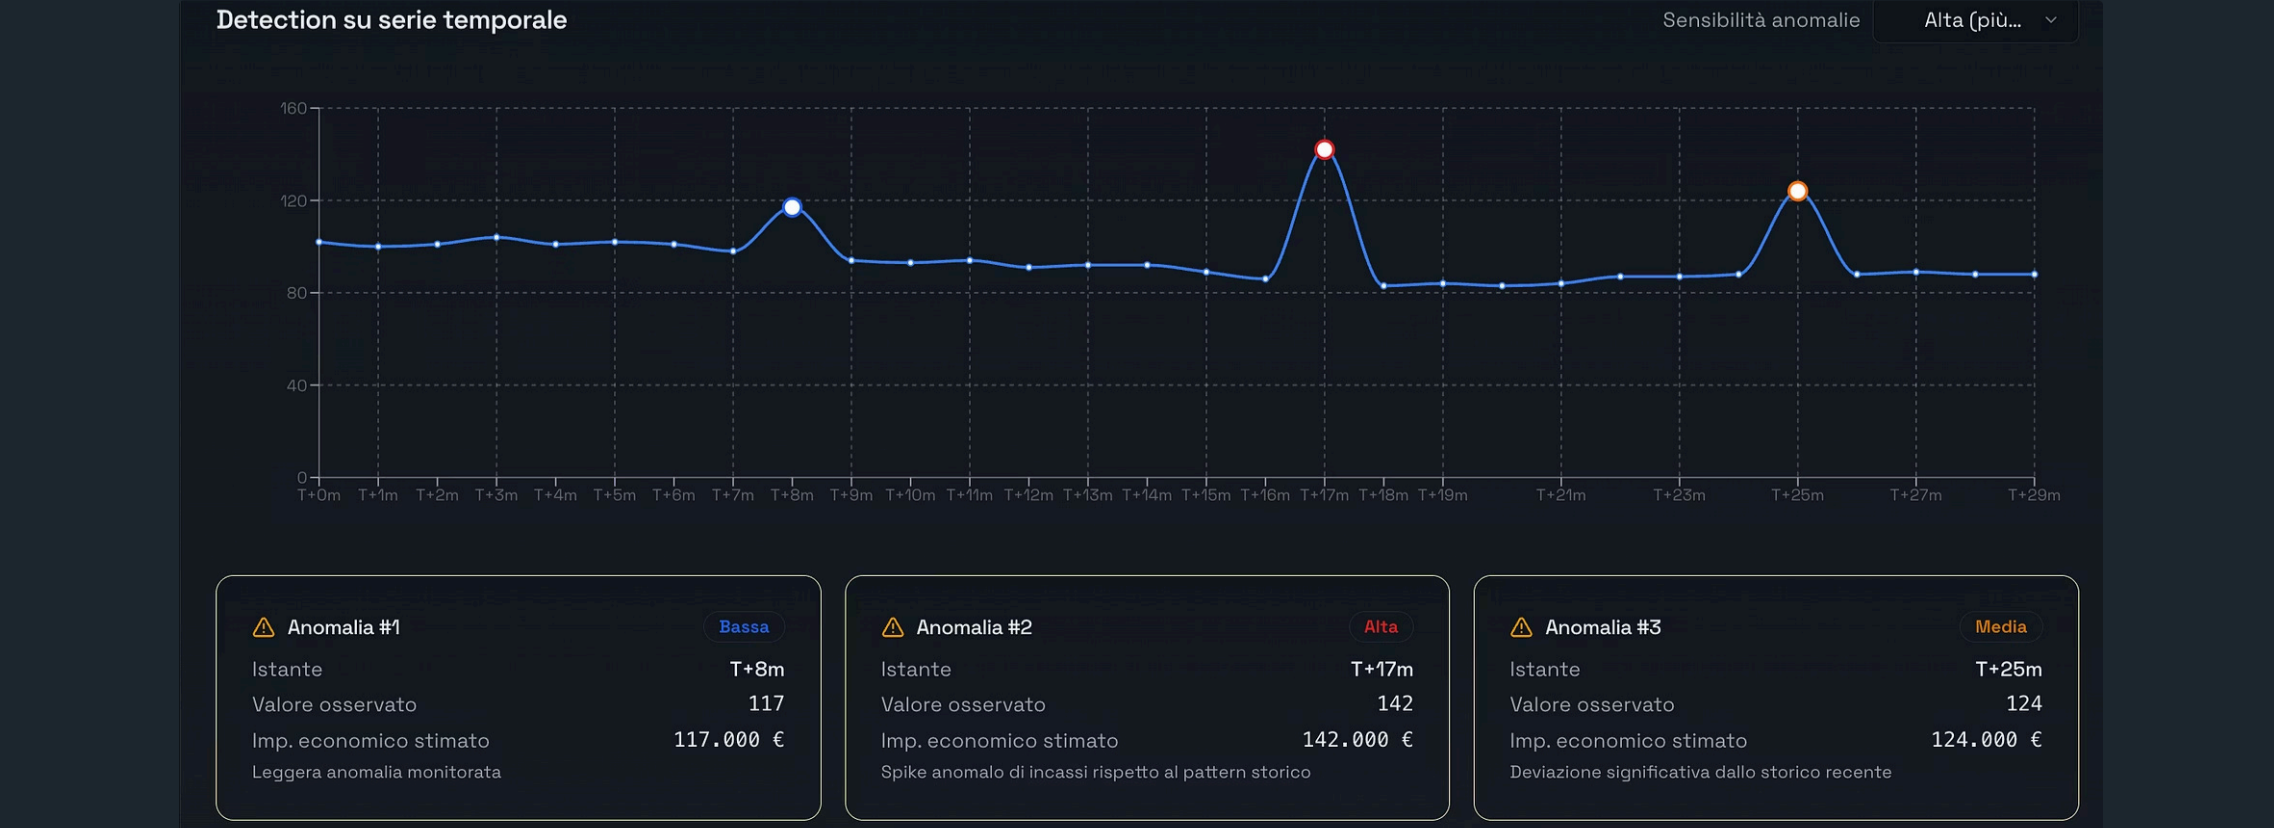 Detection su serie temporale
Sensibilità anomalie
Alta (più...
160
120
80
40
0
T+0m T+1m T+2m T+3m T+4m T+5m T+6m T+7m T+8m T+9m T+10m T+11m T+12m T+13m T+14m T+15m T+16m T+17m T+18m T+19m T+21m T+23m T+25m T+27m T+29m
Anomalia #1
Bassa
Istante
T+8m
Valore osservato
117
Imp. economico stimato
117.000 €
Leggera anomalia monitorata
Anomalia #2
Alta
Istante
T+17m
Valore osservato
142
Imp. economico stimato
142.000 €
Spike anomalo di incassi rispetto al pattern storico
Anomalia #3
Media
Istante
T+25m
Valore osservato
124
Imp. economico stimato
124.000 €
Deviazione significativa dallo storico recente